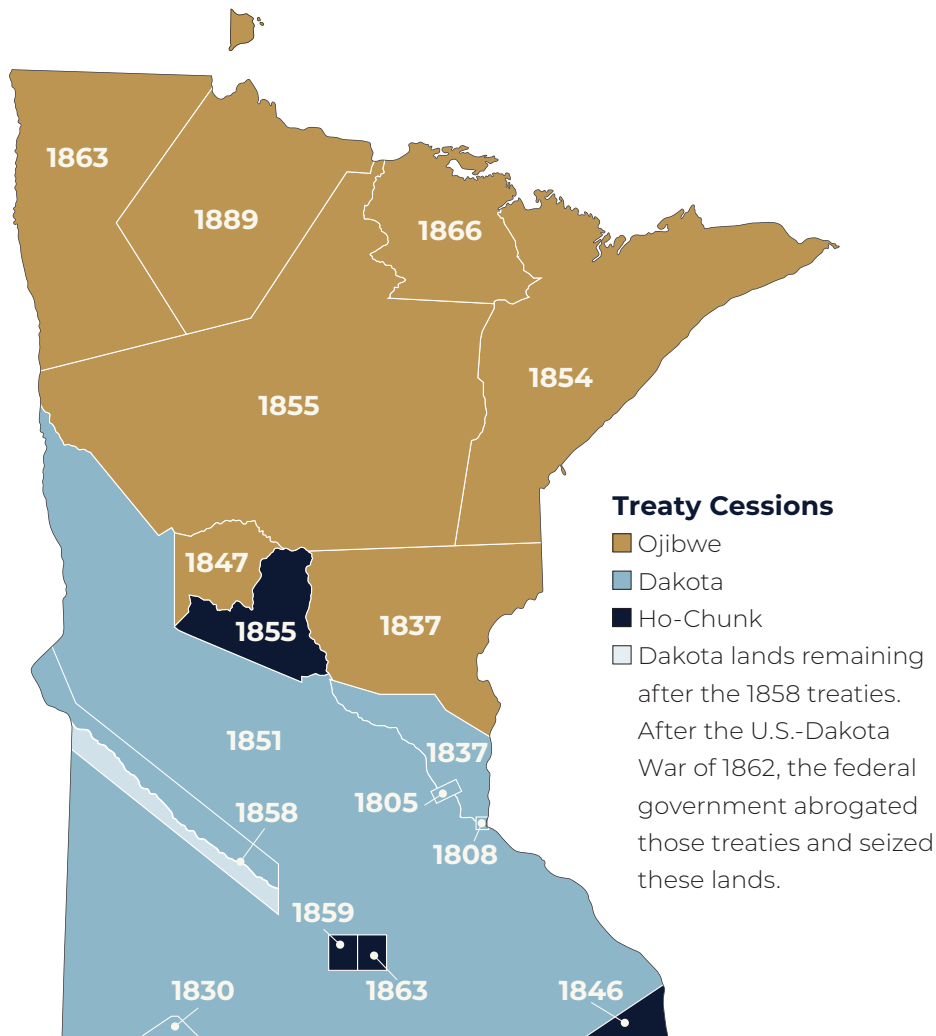 1863
1889
1866
1854
1855
Treaty Cessions
Ojibwe
Dakota
Ho-Chunk
Dakota lands remaining
after the 1858 treaties.
After the U.S.-Dakota
War of 1862, the federal
government abrogated
those treaties and seized
these lands.
1847
1855
1837
1851
1837
1805
1858
1808
1859
1830
1863
1846